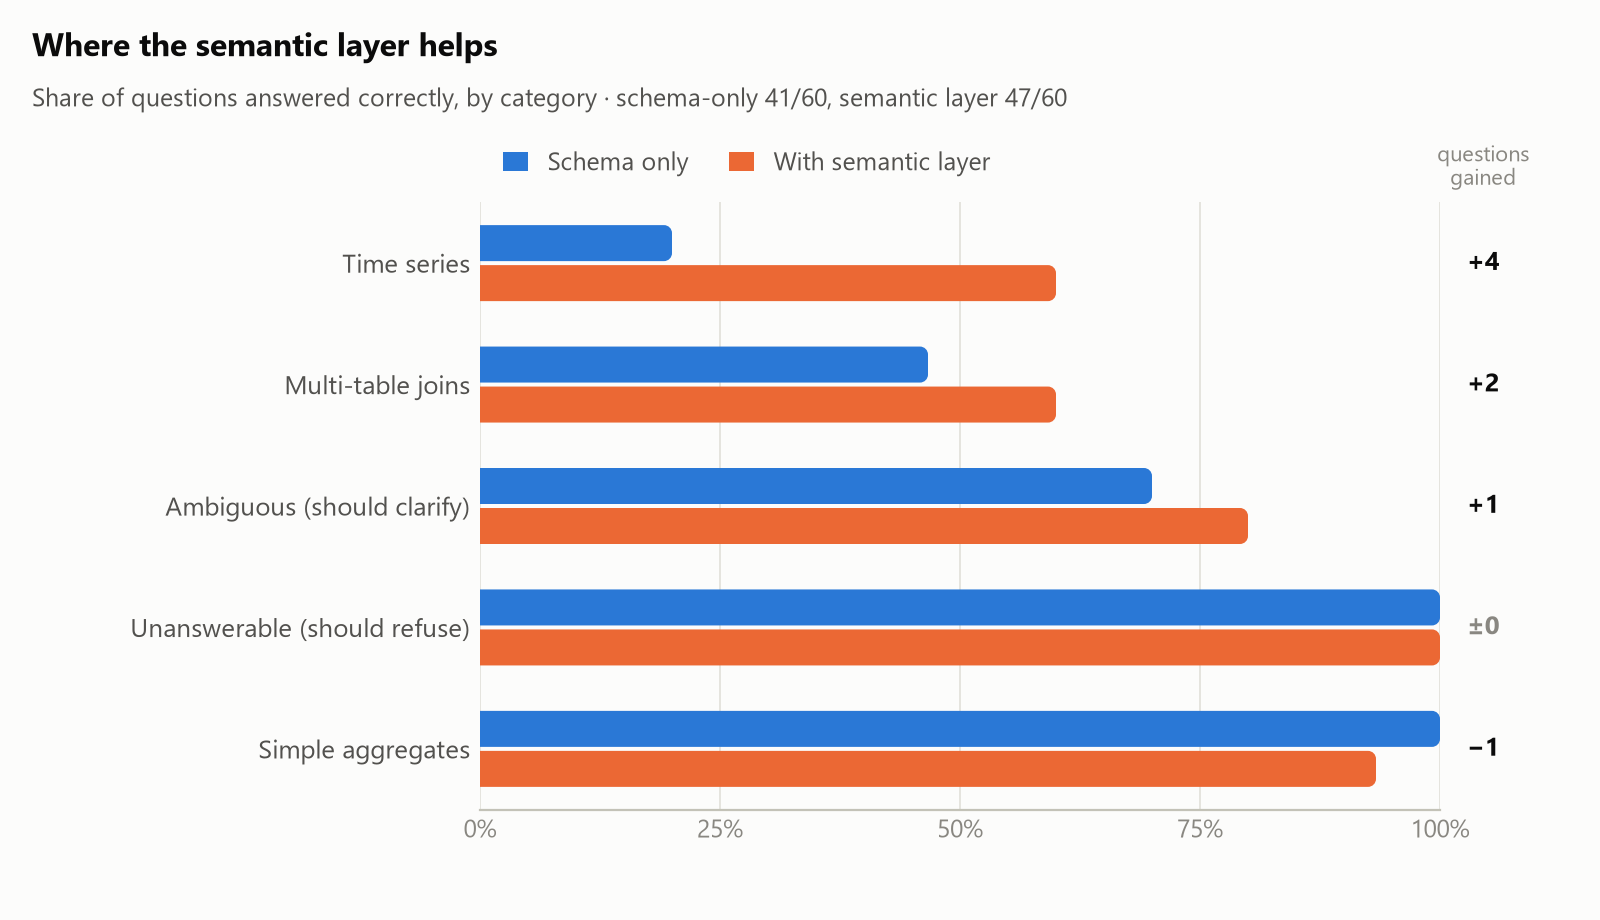 Where the semantic layer helps
Share of questions answered correctly, by category · schema-only 41/60, semantic layer 47/60
Schema only
With semantic layer
questions
gained
Time series
+4
Multi-table joins
+2
Ambiguous (should clarify)
+1
Unanswerable (should refuse)
±0
Simple aggregates
−1
0%
25%
50%
75%
100%